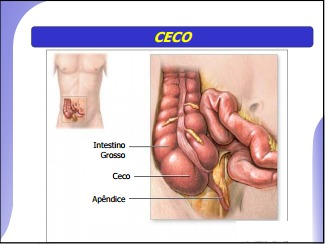 CECO
Intestino
Grosso
Ceco
Apêndice